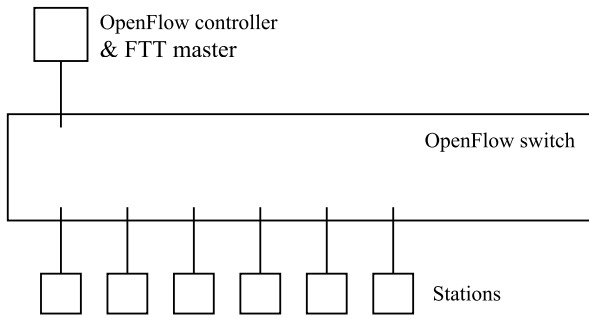 OpenFlow controller
& FTT master
OpenFlow switch
Stations